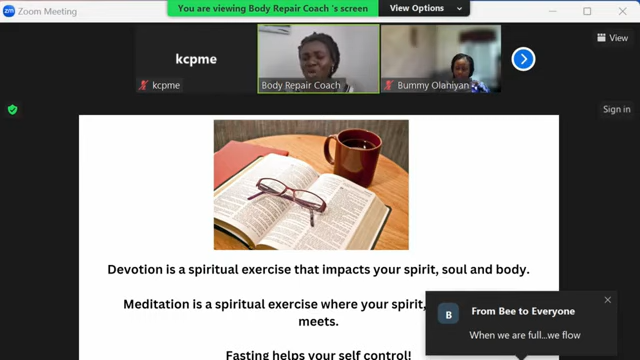 Zoom Meeting
You are viewing Body Repair Coach 's screen
View Options
View
kcpme
kcpme
Body Repair Coach
Bummy Olahiyan
Sign in
Devotion is a spiritual exercise that impacts your spirit, soul and body.
Meditation is a spiritual exercise where your spirit,
meets.
Fasting helps your self control!
B
From Bee to Everyone
When we are full...we flow